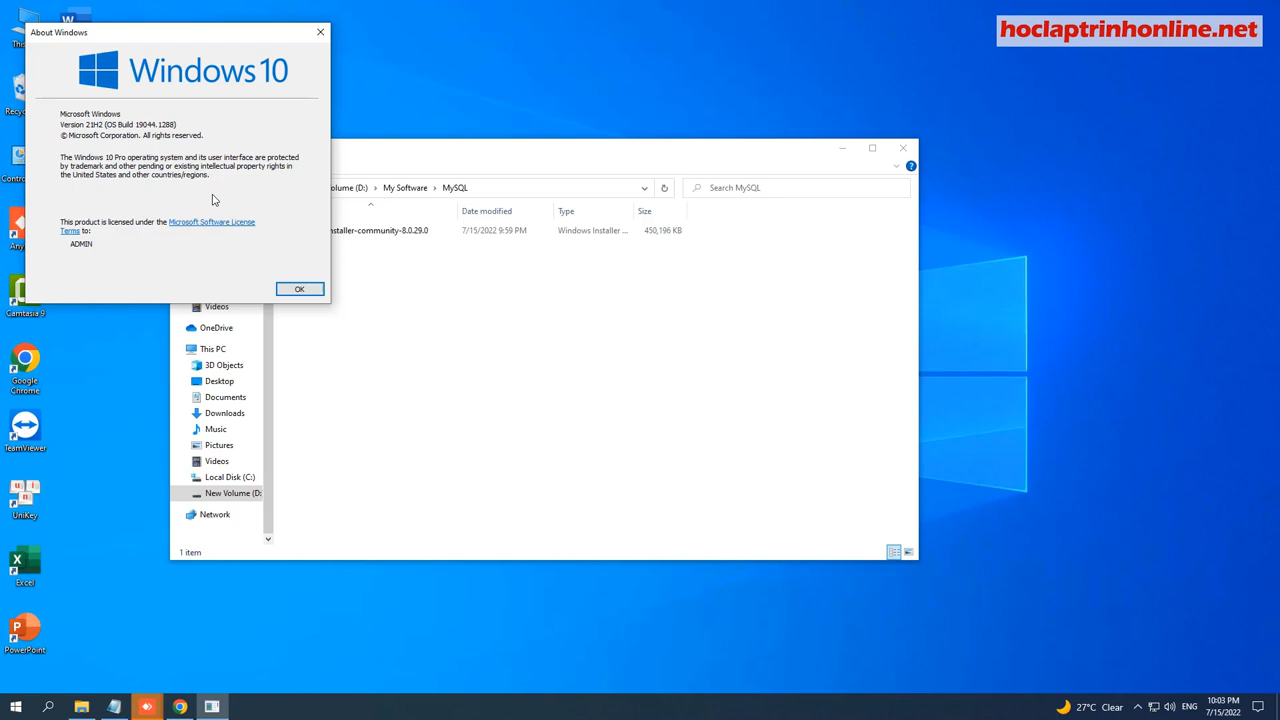 hoclaptrinhonline.net
About Windows
Windows 10
Microsoft Windows
Version 21H2 (OS Build 19044.1288)
© Microsoft Corporation. All rights reserved.
The Windows 10 Pro operating system and its user interface are protected
by trademark and other pending or existing intellectual property rights in
the United States and other countries/regions.
This product is licensed under the Microsoft Software License
Terms to:
ADMIN
OK
olume (D:) > My Software > MySQL
Search MySQL
Date modified
Type
Size
nstaller-community-8.0.29.0
7/15/2022 9:59 PM
Windows Installer ...
450,196 KB
Videos
OneDrive
This PC
3D Objects
Desktop
Documents
Downloads
Music
Pictures
Videos
Local Disk (C:)
New Volume (D:
Network
1 item
This
Recyc
Contro
Any
Camtasia 9
Google
Chrome
TeamViewer
UniKey
Excel
PowerPoint
27°C Clear
ENG
10:03 PM
7/15/2022